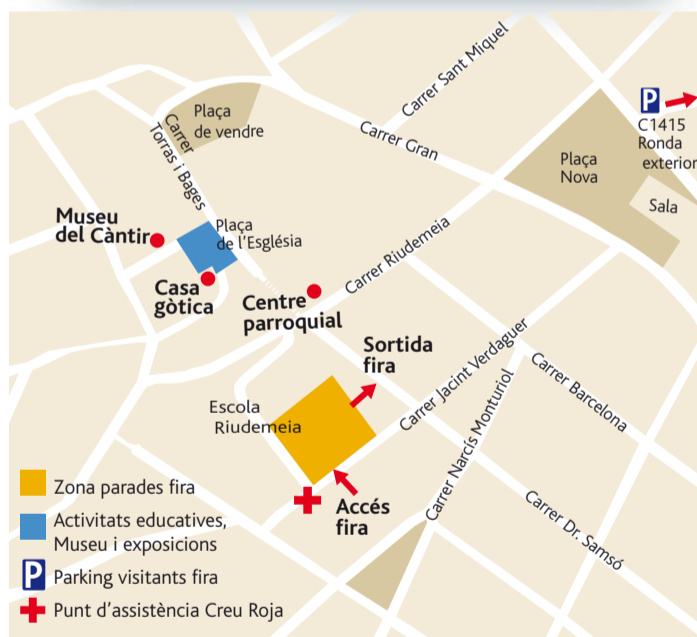 Carrer Sant Miquel
Plaça
de vendre
Carrer
Torras i Bages
Carrer Gran
P
C1415
Ronda
exterior
Plaça
Nova
Sala
Museu
del Càntir
Plaça
de l'Església
Carrer Riudemeia
Casa
gòtica
Centre
parroquial
Sortida
fira
Carrer Jacint Verdaguer
Carrer Barcelona
Escola
Riudemeia
Carrer Narcís Monturiol
Accés
fira
Carrer Dr. Samsó
Zona parades fira
Activitats educatives,
Museu i exposicions
P Parking visitants fira
Punt d'assistència Creu Roja